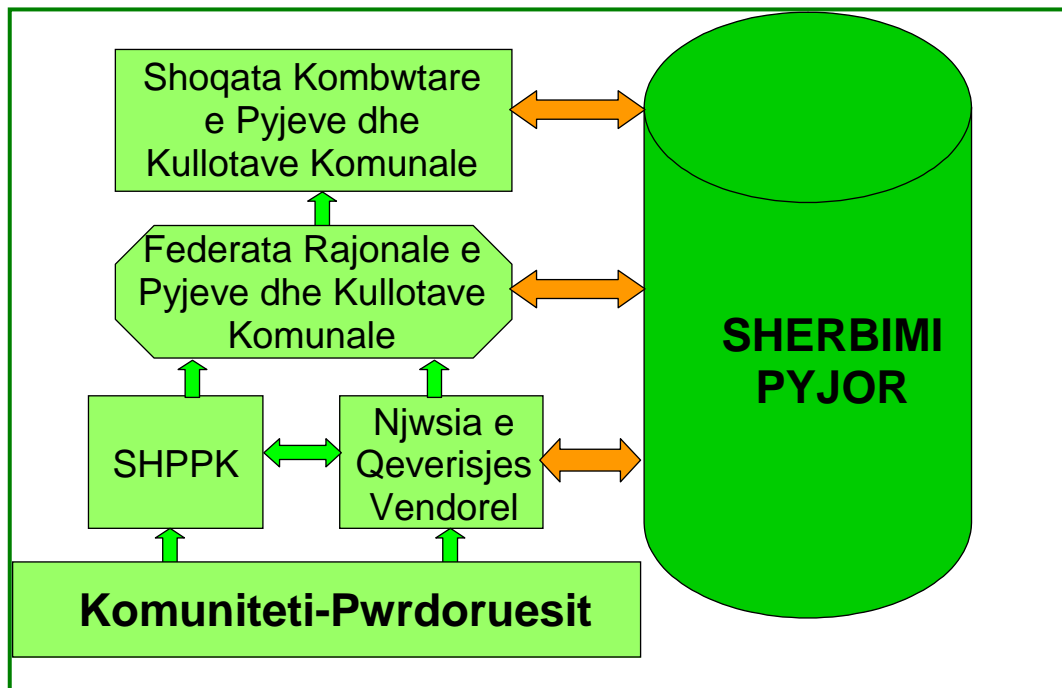 Shoqata Kombwtare
e Pyjeve dhe
Kullotave Komunale
Federata Rajonale e
Pyjeve dhe Kullotave
Komunale
SHERBIMI
PYJOR
SHPPK
Njwsia e
Qeverisjes
Vendorel
Komuniteti-Pwrdoruesit